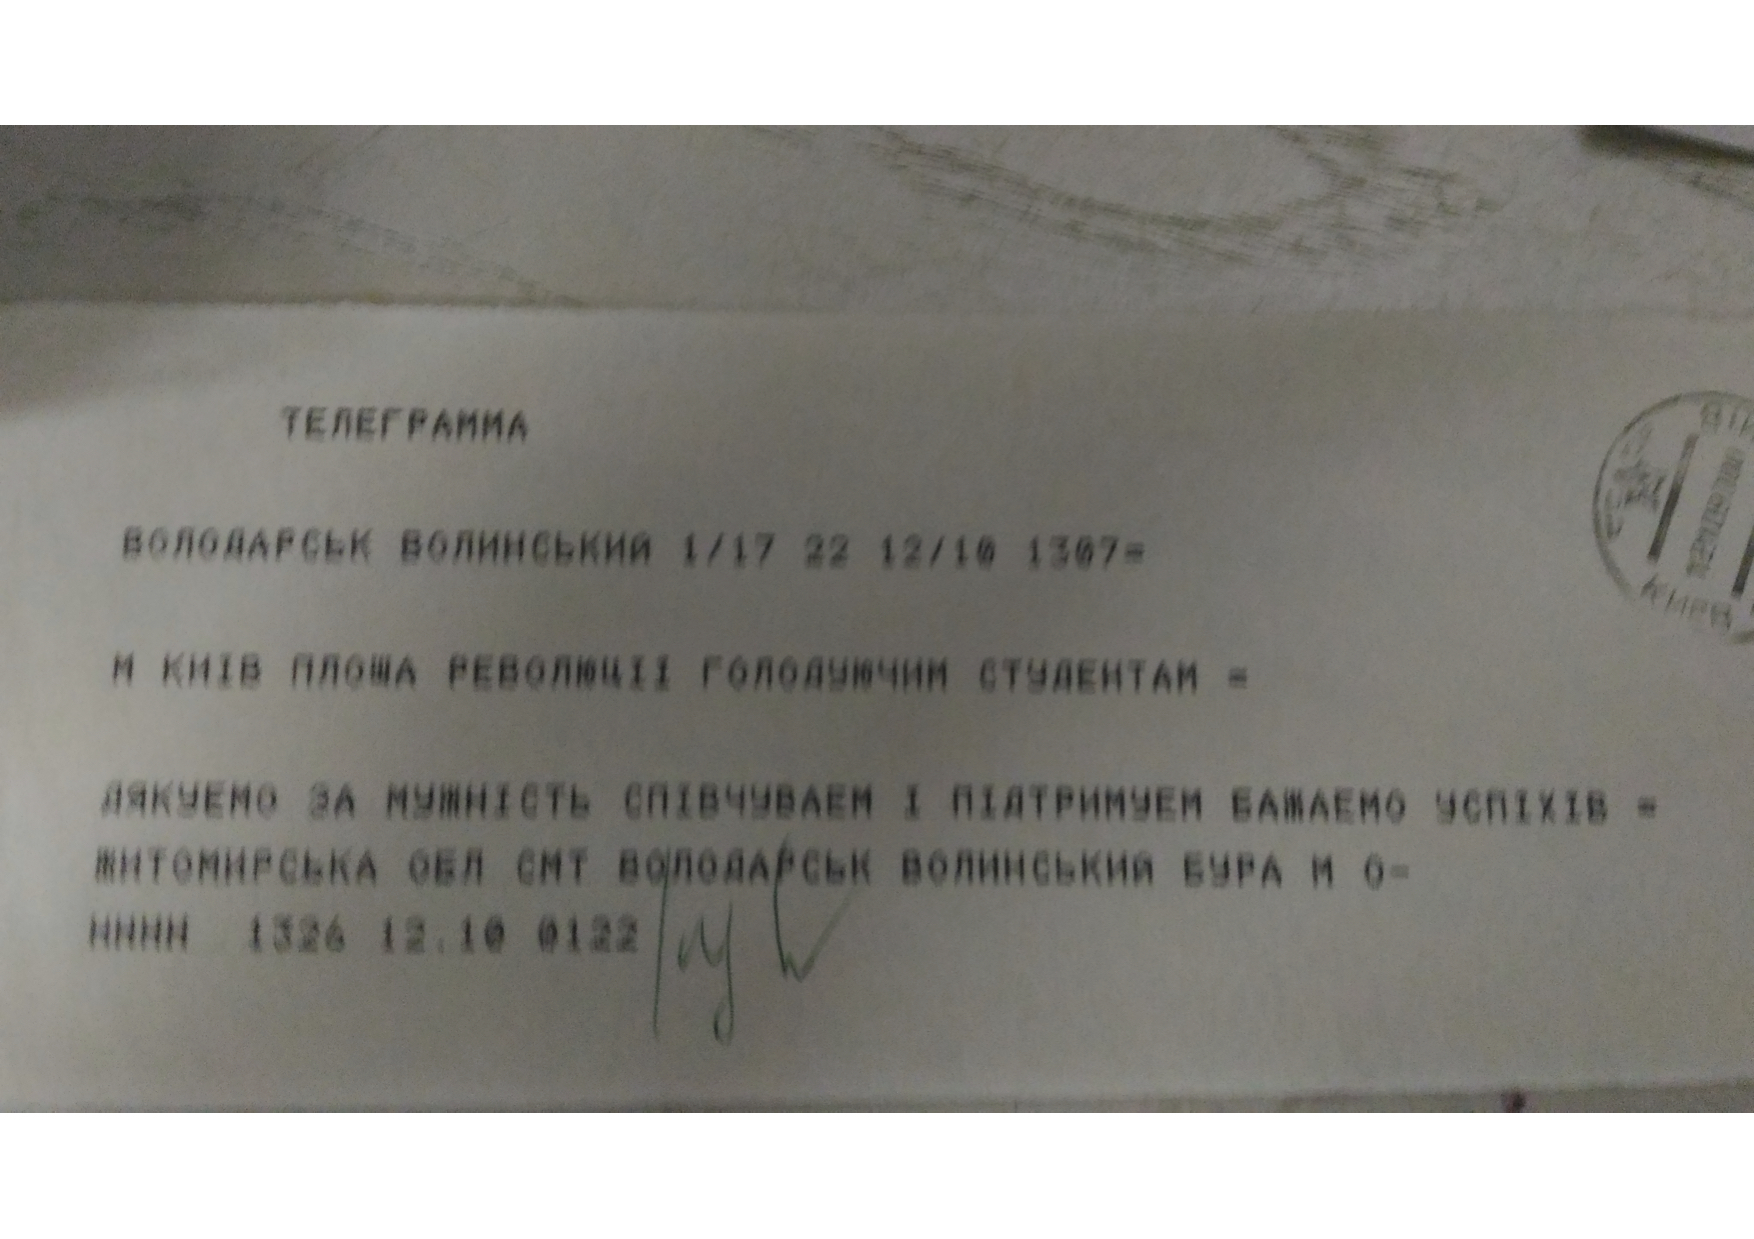 ТЕЛЕГРАММА
ВОЛОДАРСЬК ВОЛИНСЬКИЙ 1/17 22 12/10 1307=
М КИІВ ПЛОША РЕВОЛЮЦІІ ГОЛОДУЮЧИМ СТУДЕНТАМ =
ДЯКУЕМО ЗА МУЖНІСТЬ СПІВЧУВАЕМ І ПІДТРИМУЕМ БАЖАЕМО УСПІХІВ =
ЖИТОМИРСЬКА ОБЛ СМТ ВОЛОДАРСЬК ВОЛИНСЬКИЙ БУРА М О=
НННН 1326 12.10 0122